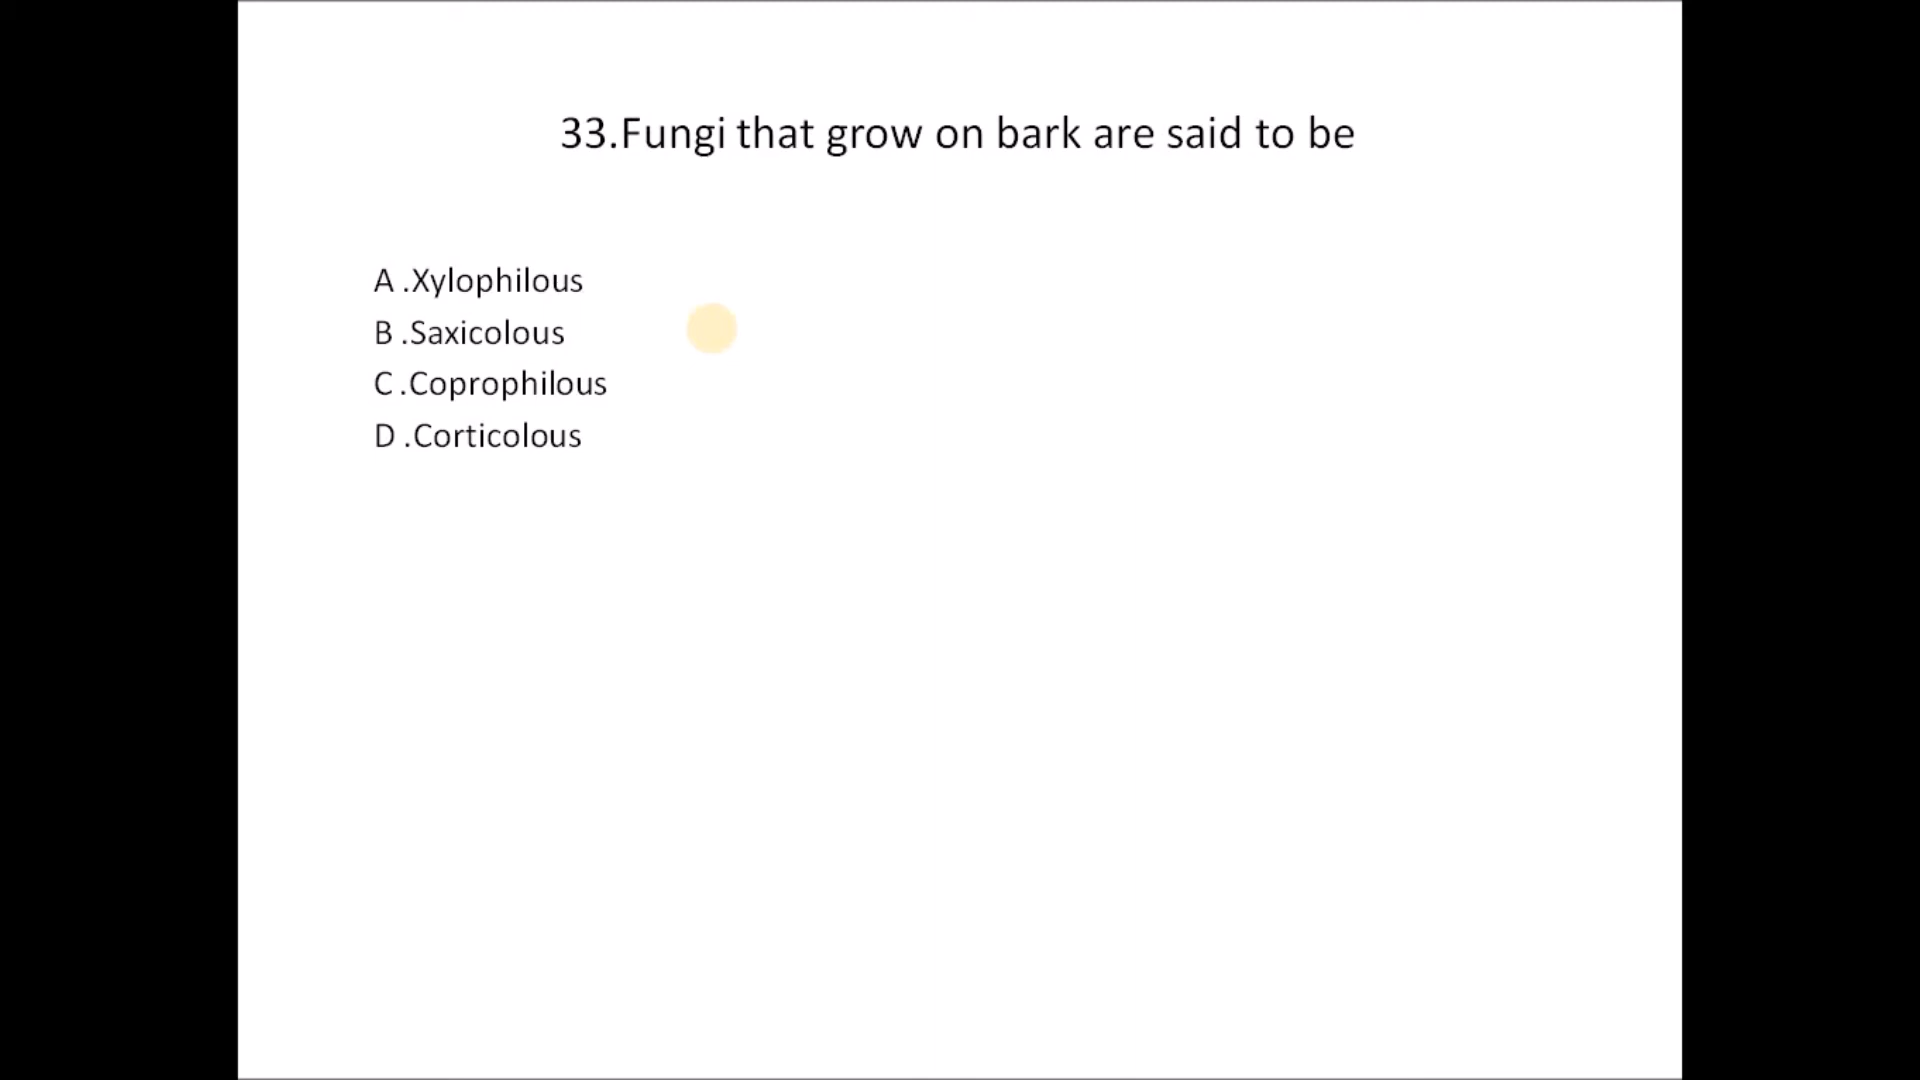 33.Fungi that grow on bark are said to be
A .Xylophilous
B .Saxicolous
C .Coprophilous
D .Corticolous